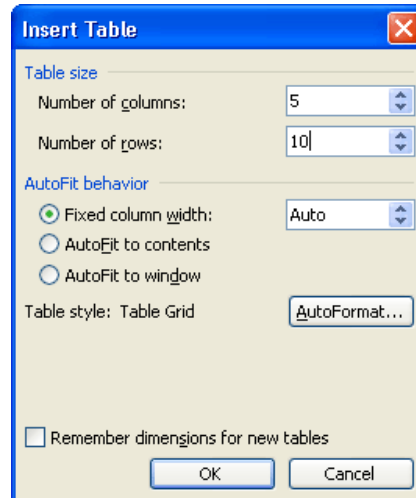 Insert Table
Table size
Number of columns: 5
Number of rows: 10
AutoFit behavior
Fixed column width: Auto
AutoFit to contents
AutoFit to window
Table style: Table Grid AutoFormat...
Remember dimensions for new tables
OK Cancel